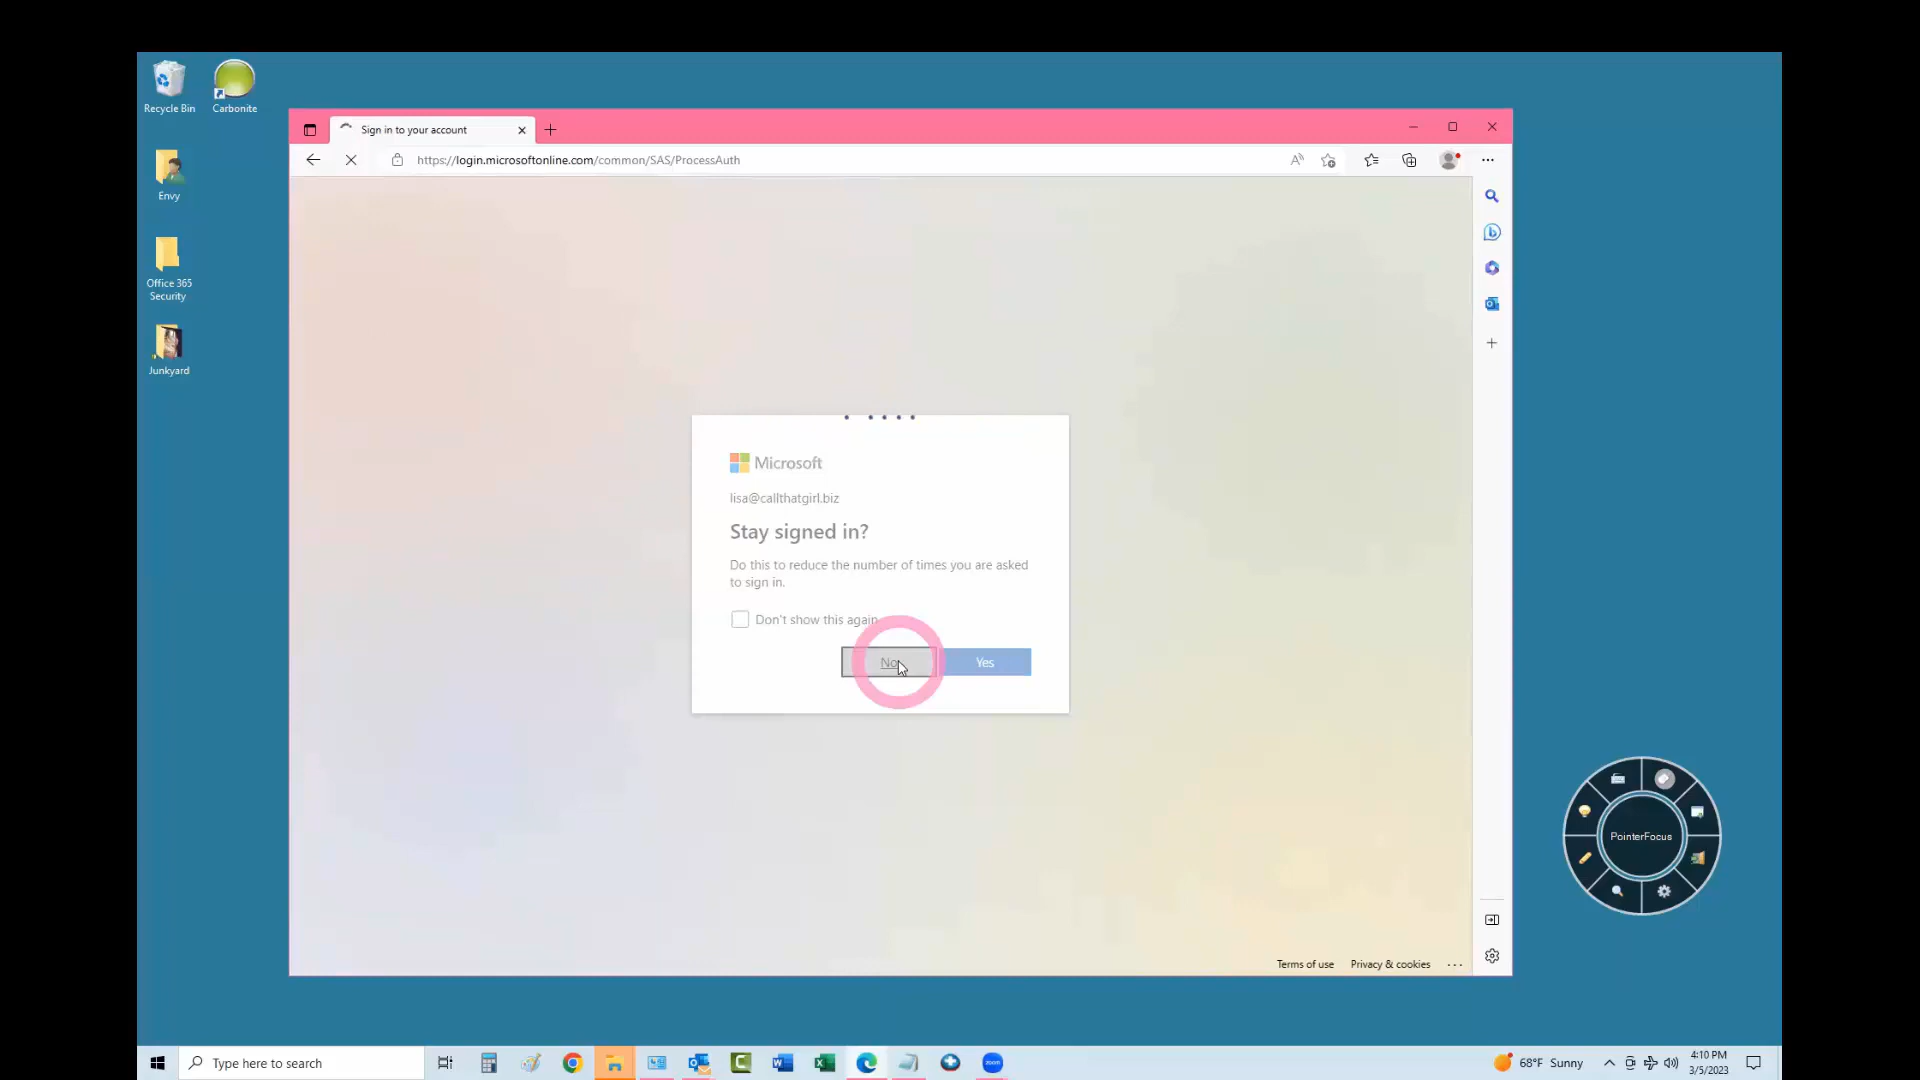 Recycle Bin
Carbonite
Envy
Office 365
Security
Junkyard
Sign in to your account
https://login.microsoftonline.com/common/SAS/ProcessAuth
Microsoft
lisa@callthatgirl.biz
Stay signed in?
Do this to reduce the number of times you are asked
to sign in.
Don't show this again
No
Yes
PointerFocus
Terms of use
Privacy & cookies
Type here to search
zoom
68°F Sunny
4:10 PM
3/5/2023